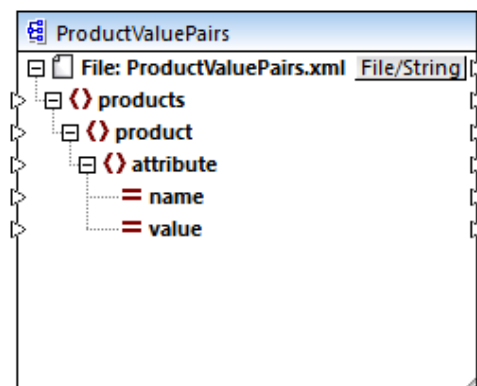 ProductValuePairs
File: ProductValuePairs.xml File/String
products
product
attribute
name
value